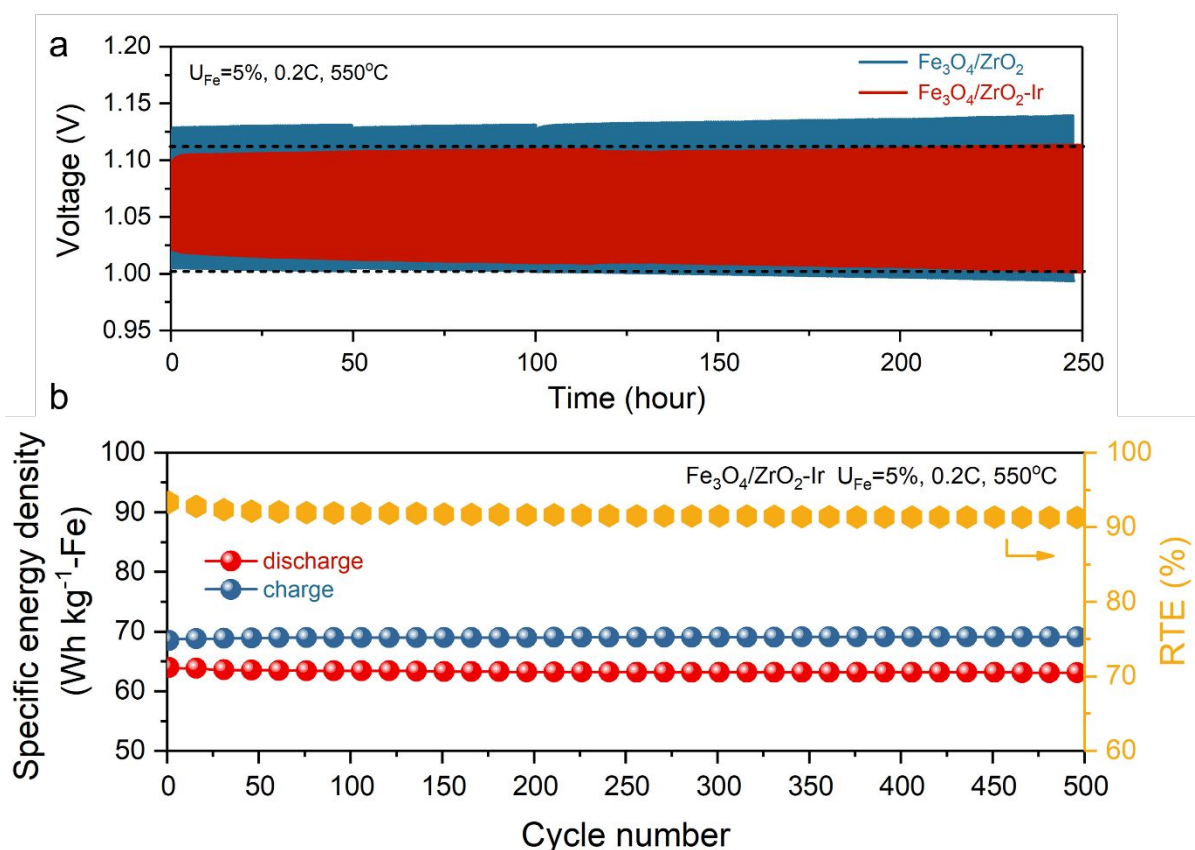 a
U_Fe=5%, 0.2C, 550°C
Fe₃O₄/ZrO₂
Fe₃O₄/ZrO₂-Ir
1.20
1.15
1.10
1.05
1.00
0.95
Voltage (V)
0 50 100 150 200 250
Time (hour)
b
Fe₃O₄/ZrO₂-Ir U_Fe=5%, 0.2C, 550°C
discharge
charge
100
90
80
70
60
50
Specific energy density
(Wh kg⁻¹-Fe)
100
90
80
70
60
RTE (%)
0 50 100 150 200 250 300 350 400 450 500
Cycle number